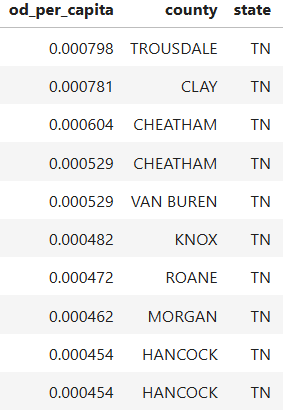 od_per_capita county state
0.000798 TROUSDALE TN
0.000781 CLAY TN
0.000604 CHEATHAM TN
0.000529 CHEATHAM TN
0.000529 VAN BUREN TN
0.000482 KNOX TN
0.000472 ROANE TN
0.000462 MORGAN TN
0.000454 HANCOCK TN
0.000454 HANCOCK TN